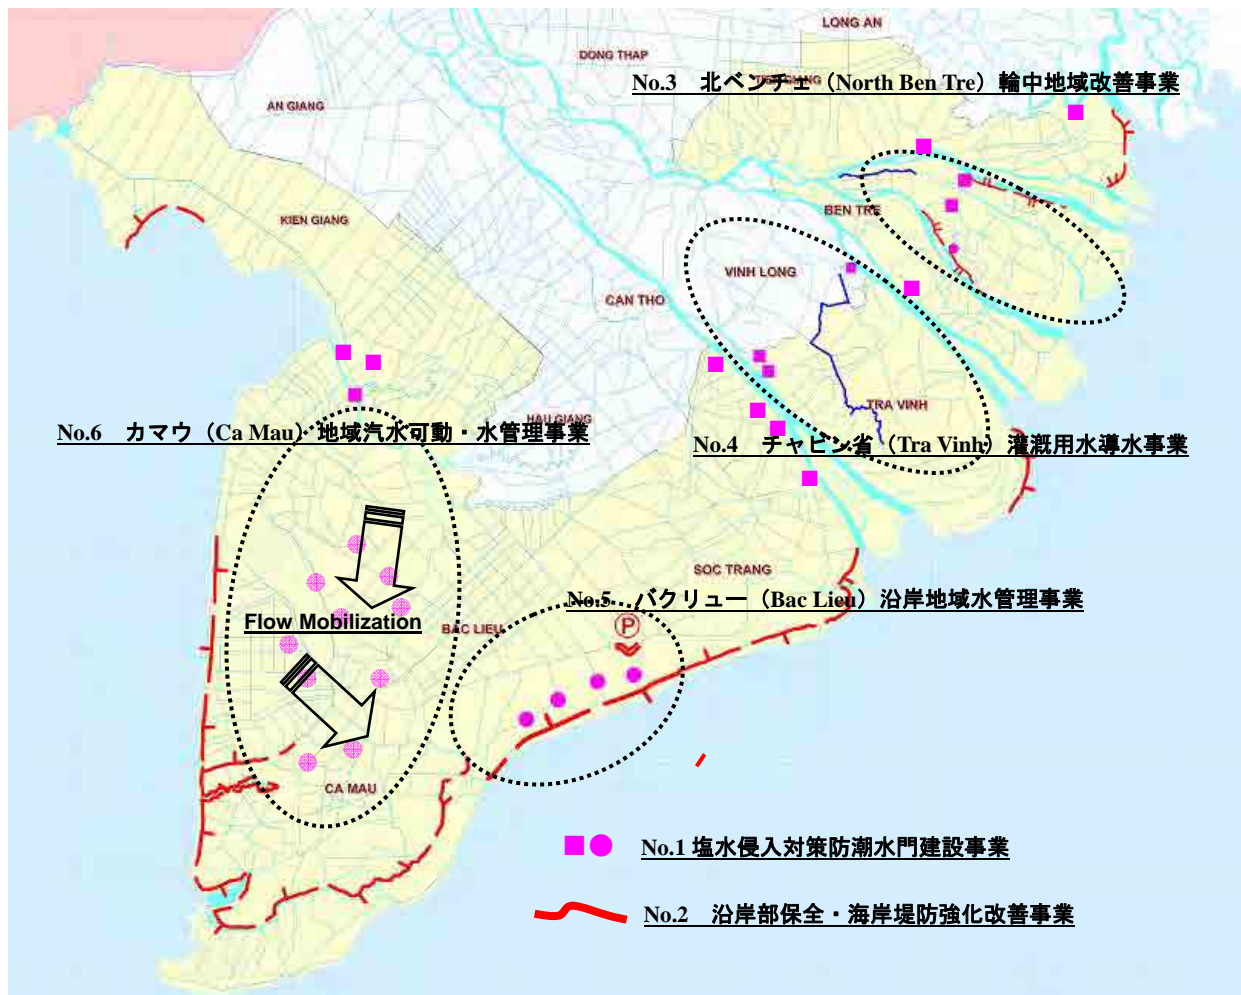 LONG AN
DONG THAP
No.3　北ベンチェ（North Ben Tre）輪中地域改善事業
TIEN GIANG
AN GIANG
KIEN GIANG
BEN TRE
VINH LONG
CAN THO
TRA VINH
HAU GIANG
No.6　カマウ（Ca Mau）地域汽水可動・水管理事業
No.4　チャビン省（Tra Vinh）灌漑用水導水事業
SOC TRANG
No.5　バクリュー（Bac Lieu）沿岸地域水管理事業
Flow Mobilization
BAC LIEU
P
CA MAU
No.1 塩水侵入対策防潮水門建設事業
No.2　沿岸部保全・海岸堤防強化改善事業